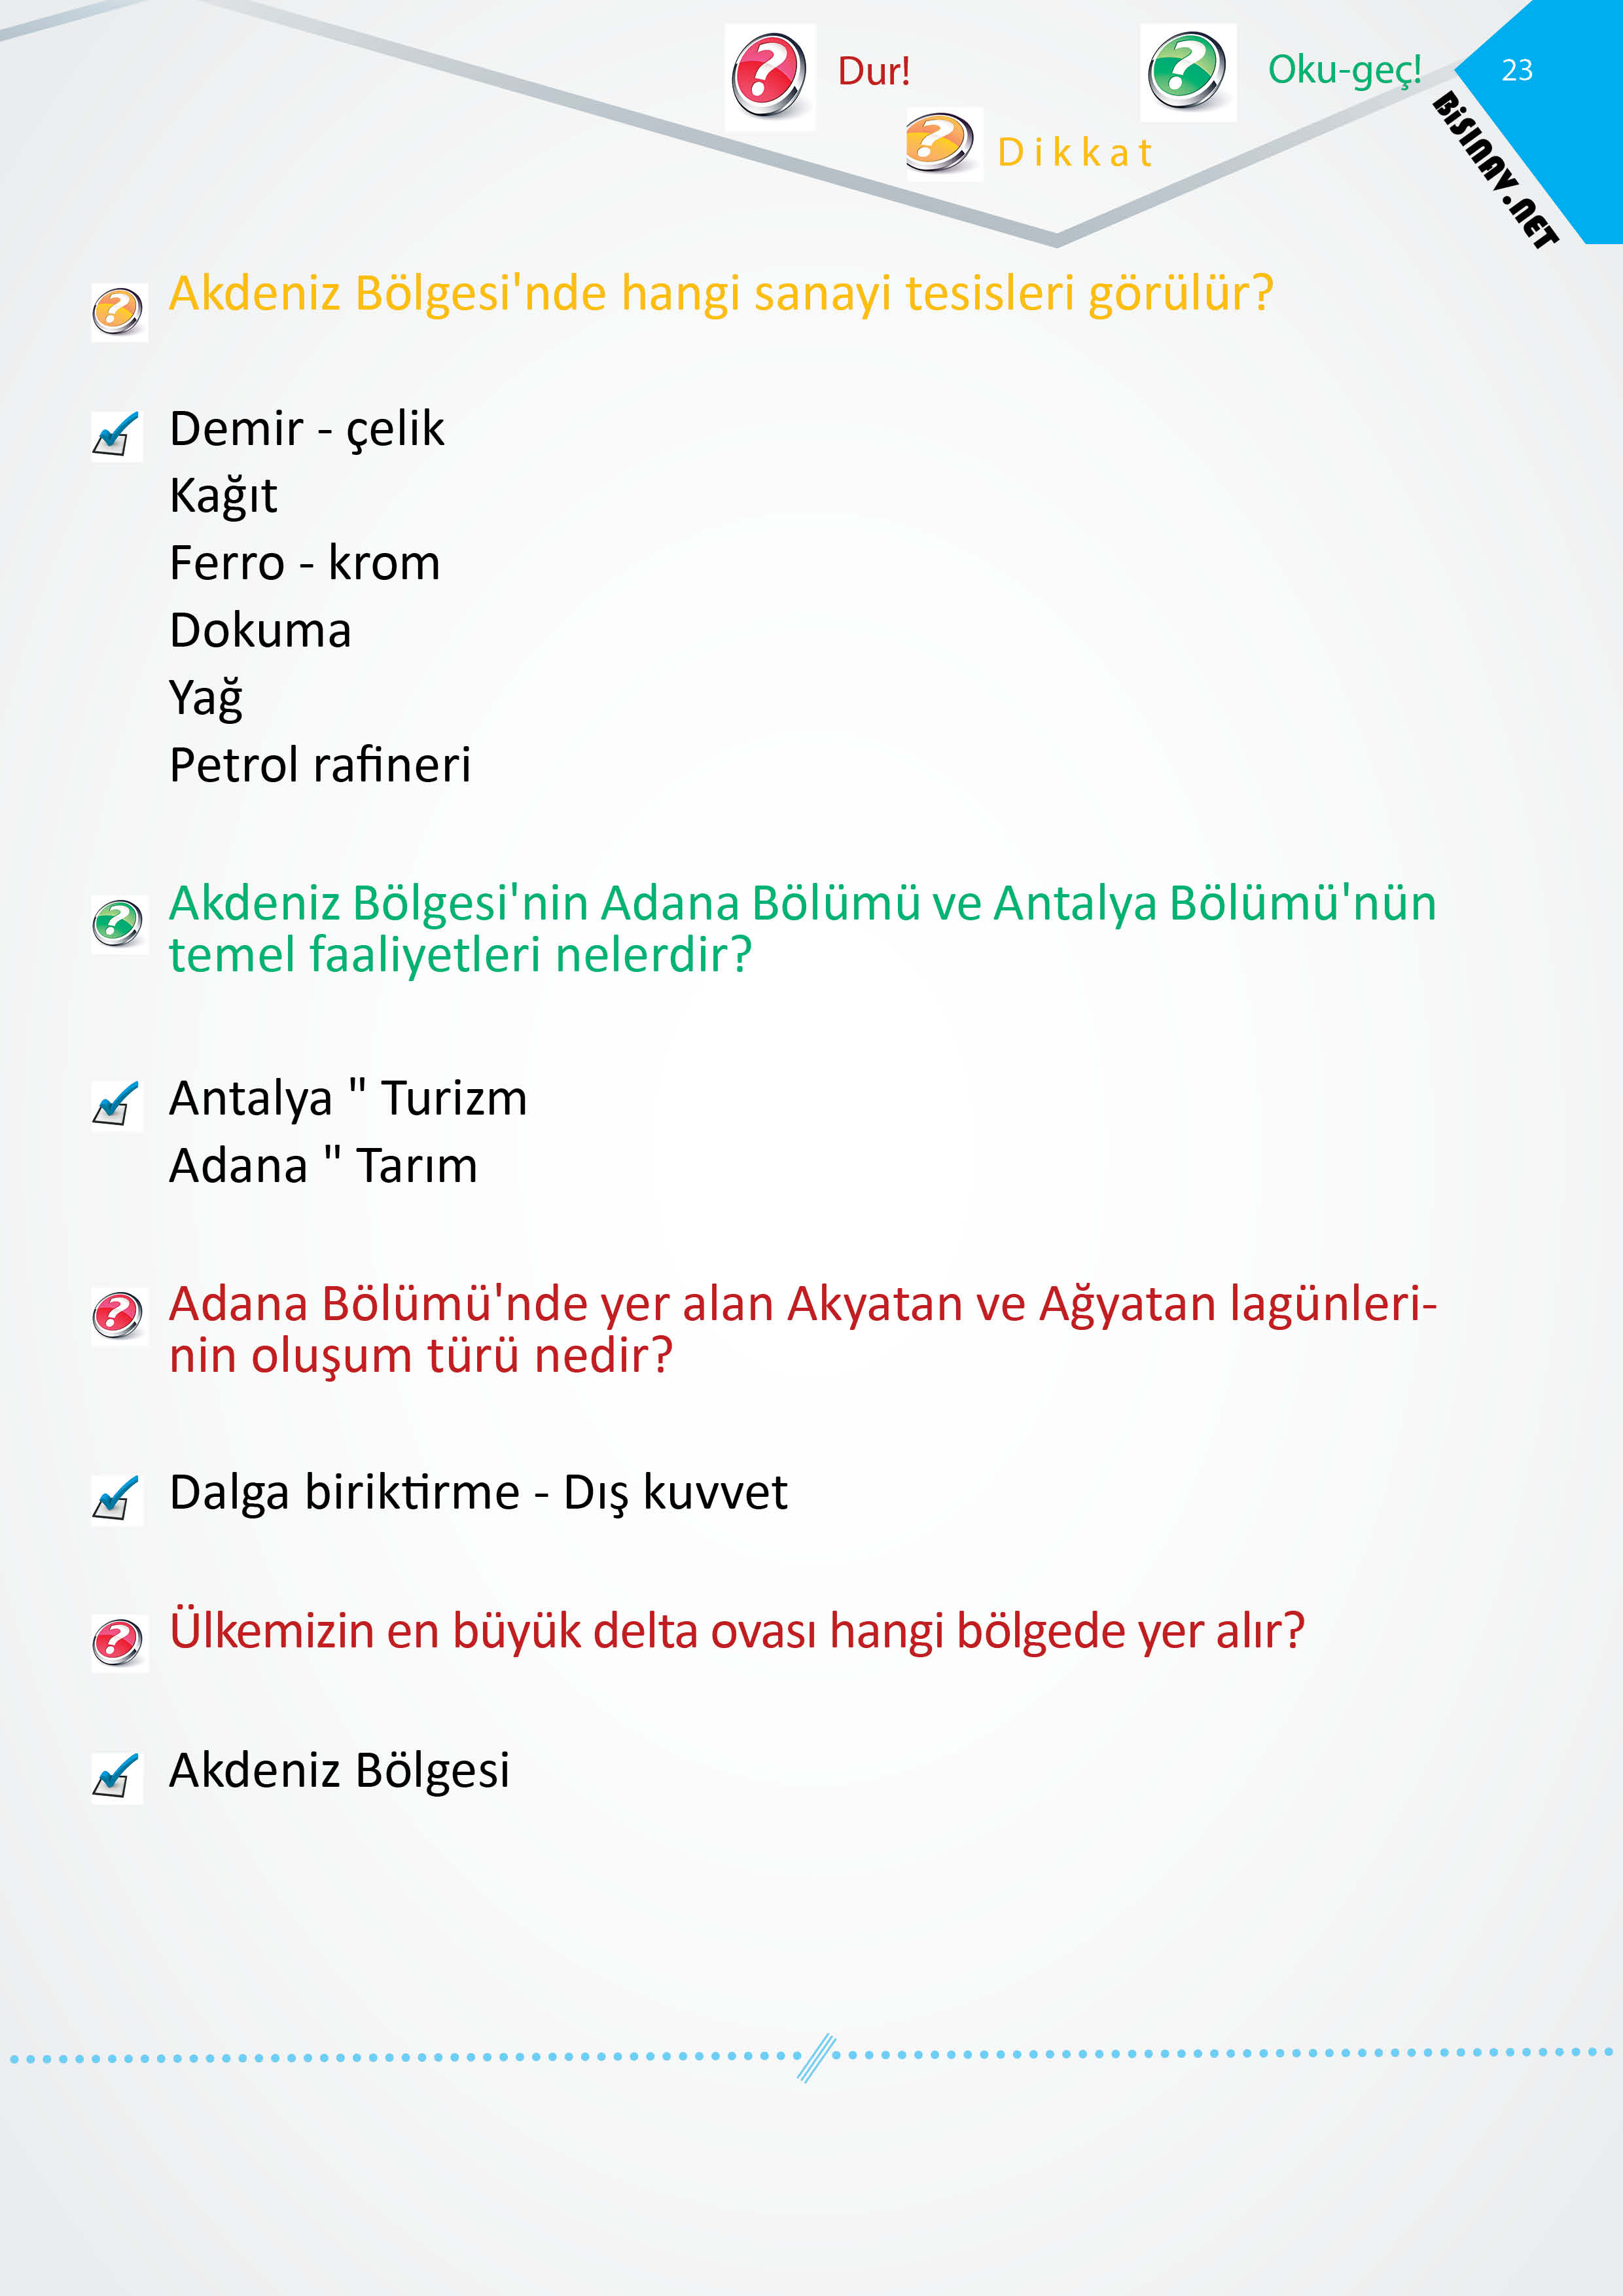 Dur!
Oku-geç!
23
Dikkat
BiSINAV.NET
Akdeniz Bölgesi'nde hangi sanayi tesisleri görülür?
Demir - çelik
Kağıt
Ferro - krom
Dokuma
Yağ
Petrol rafineri
Akdeniz Bölgesi'nin Adana Bölümü ve Antalya Bölümü'nün
temel faaliyetleri nelerdir?
Antalya " Turizm
Adana " Tarım
Adana Bölümü'nde yer alan Akyatan ve Ağyatan lagünleri-
nin oluşum türü nedir?
Dalga biriktirme - Dış kuvvet
Ülkemizin en büyük delta ovası hangi bölgede yer alır?
Akdeniz Bölgesi